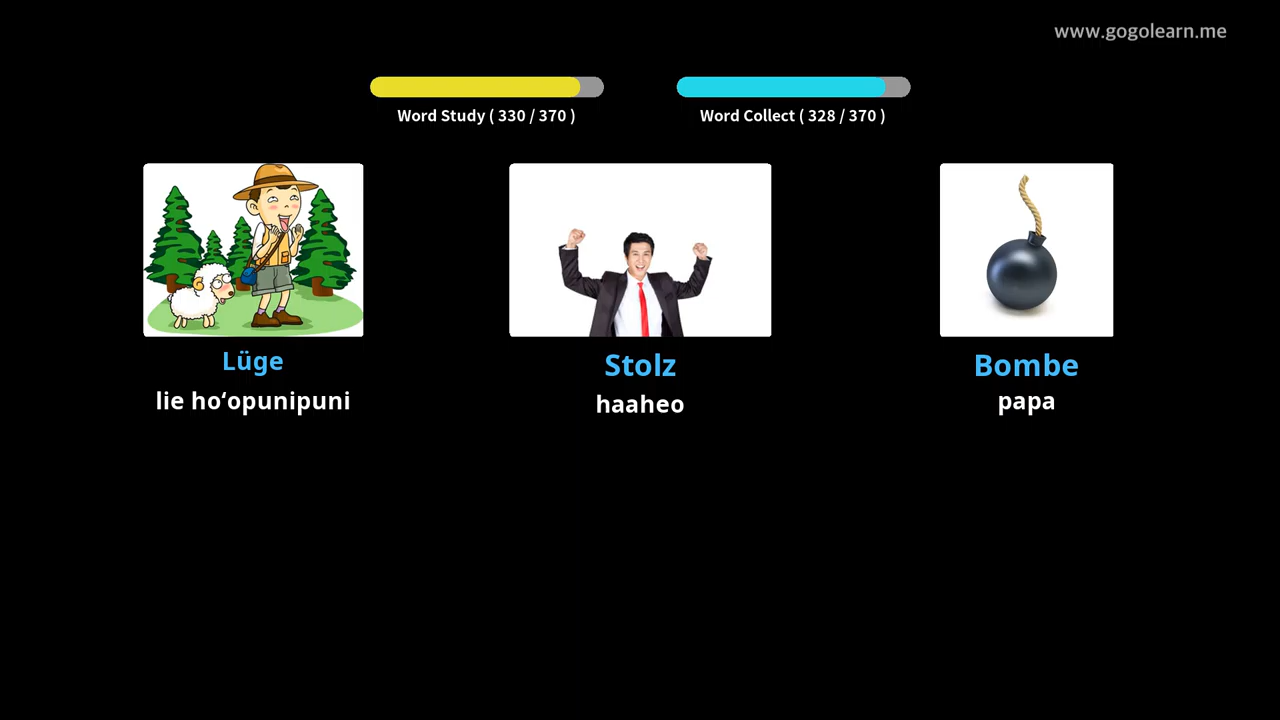 www.gogolearn.me
Word Study ( 330 / 370 )
Word Collect ( 328 / 370 )
Lüge
lie hoʻopunipuni
Stolz
haaheo
Bombe
papa